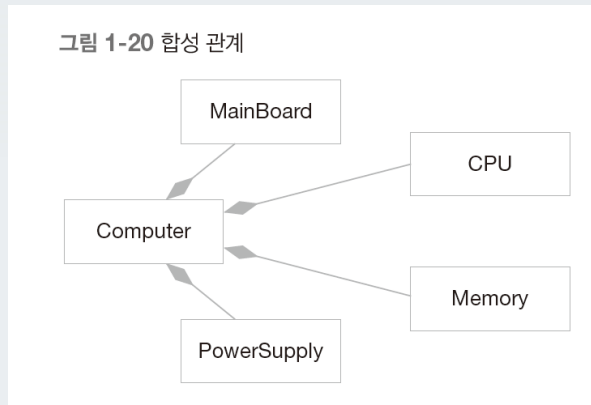 그림 1-20 합성 관계
MainBoard
CPU
Computer
Memory
PowerSupply